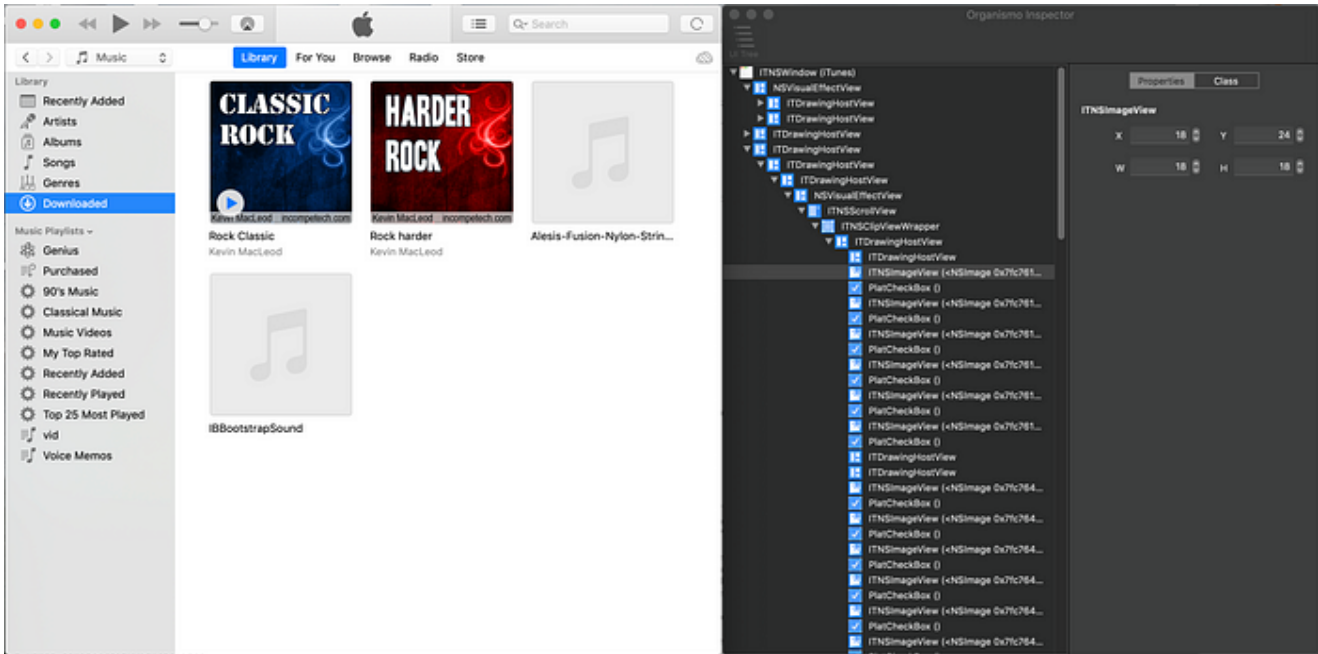 Search
Music
Library
For You
Browse
Radio
Store
Library
Recently Added
Artists
Albums
Songs
Genres
Downloaded
Music Playlists
Genius
Purchased
90's Music
Classical Music
Music Videos
My Top Rated
Recently Added
Recently Played
Top 25 Most Played
vid
Voice Memos
CLASSIC
ROCK
Kevin MacLeod incompetech.com
Rock Classic
Kevin MacLeod
HARDER
ROCK
Kevin MacLeod incompetech.com
Rock harder
Kevin MacLeod
Alesis-Fusion-Nylon-Strin...
IBBootstrapSound
Organismo Inspector
UI Tree
ITNSWindow (iTunes)
NSVisualEffectView
ITDrawingHostView
ITDrawingHostView
ITDrawingHostView
ITDrawingHostView
ITDrawingHostView
ITDrawingHostView
NSVisualEffectView
ITNSScrollView
ITNSClipViewWrapper
ITDrawingHostView
ITDrawingHostView
ITNSImageView (<NSImage 0x7fc761...
PlatCheckBox ()
ITNSImageView (<NSImage 0x7fc761...
PlatCheckBox ()
ITNSImageView (<NSImage 0x7fc761...
PlatCheckBox ()
ITNSImageView (<NSImage 0x7fc761...
PlatCheckBox ()
ITNSImageView (<NSImage 0x7fc761...
PlatCheckBox ()
ITNSImageView (<NSImage 0x7fc761...
PlatCheckBox ()
ITDrawingHostView
ITDrawingHostView
ITNSImageView (<NSImage 0x7fc764...
PlatCheckBox ()
ITNSImageView (<NSImage 0x7fc764...
PlatCheckBox ()
ITNSImageView (<NSImage 0x7fc764...
PlatCheckBox ()
ITNSImageView (<NSImage 0x7fc764...
PlatCheckBox ()
ITNSImageView (<NSImage 0x7fc764...
PlatCheckBox ()
ITNSImageView (<NSImage 0x7fc764...
Properties
Class
ITNSImageView
X 18 Y 24
W 18 H 18